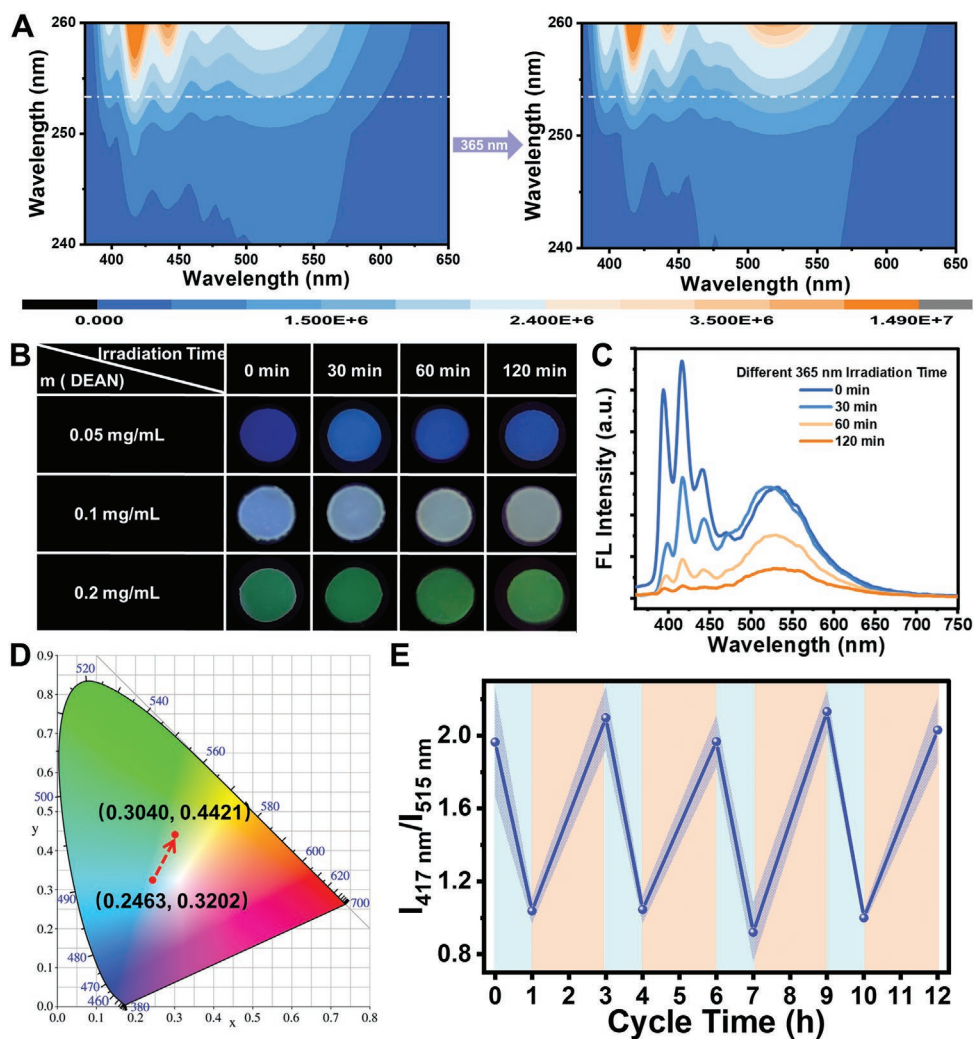 A
260
250
240
Wavelength (nm)
400 450 500 550 600 650
Wavelength (nm)
365 nm
260
250
240
Wavelength (nm)
400 450 500 550 600 650
Wavelength (nm)
0.000 1.500E+6 2.400E+6 3.500E+6 1.490E+7
B
Irradiation Time
m ( DEAN)
0 min 30 min 60 min 120 min
0.05 mg/mL
0.1 mg/mL
0.2 mg/mL
C
FL Intensity (a.u.)
Different 365 nm Irradiation Time
0 min
30 min
60 min
120 min
400 450 500 550 600 650 700 750
Wavelength (nm)
D
0.9
0.8
0.7
0.6
0.5
y
0.4
0.3
0.2
0.1
0.0
520
540
560
500
580
(0.3040, 0.4421)
600
620
490
(0.2463, 0.3202)
700
480
470
460
380
0.0 0.1 0.2 0.3 0.4 0.5 0.6 0.7 0.8
x
E
I417 nm/I515 nm
2.0
1.6
1.2
0.8
0 1 2 3 4 5 6 7 8 9 10 11 12
Cycle Time (h)